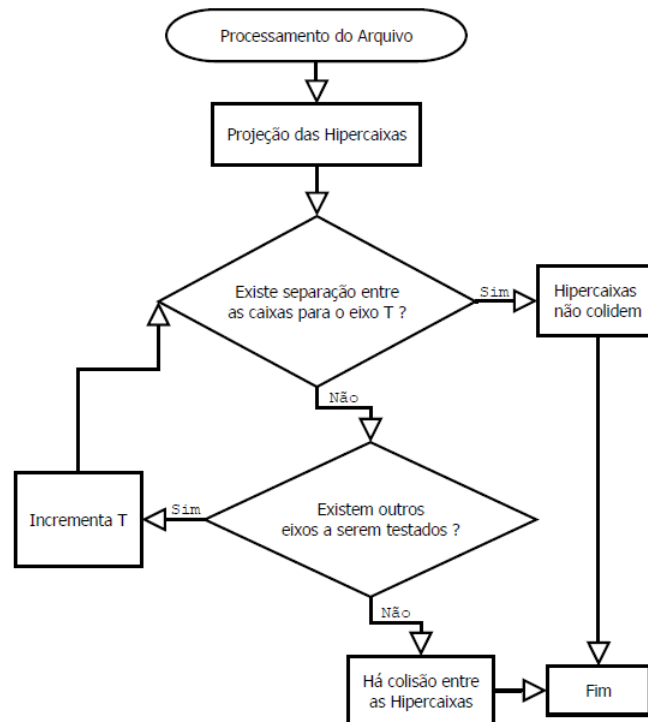 Processamento do Arquivo
Projeção das Hipercaixas
Existe separação entre
as caixas para o eixo T ?
Sim
Hipercaixas
não colidem
Não
Existem outros
eixos a serem testados ?
Sim
Incrementa T
Não
Há colisão entre
as Hipercaixas
Fim